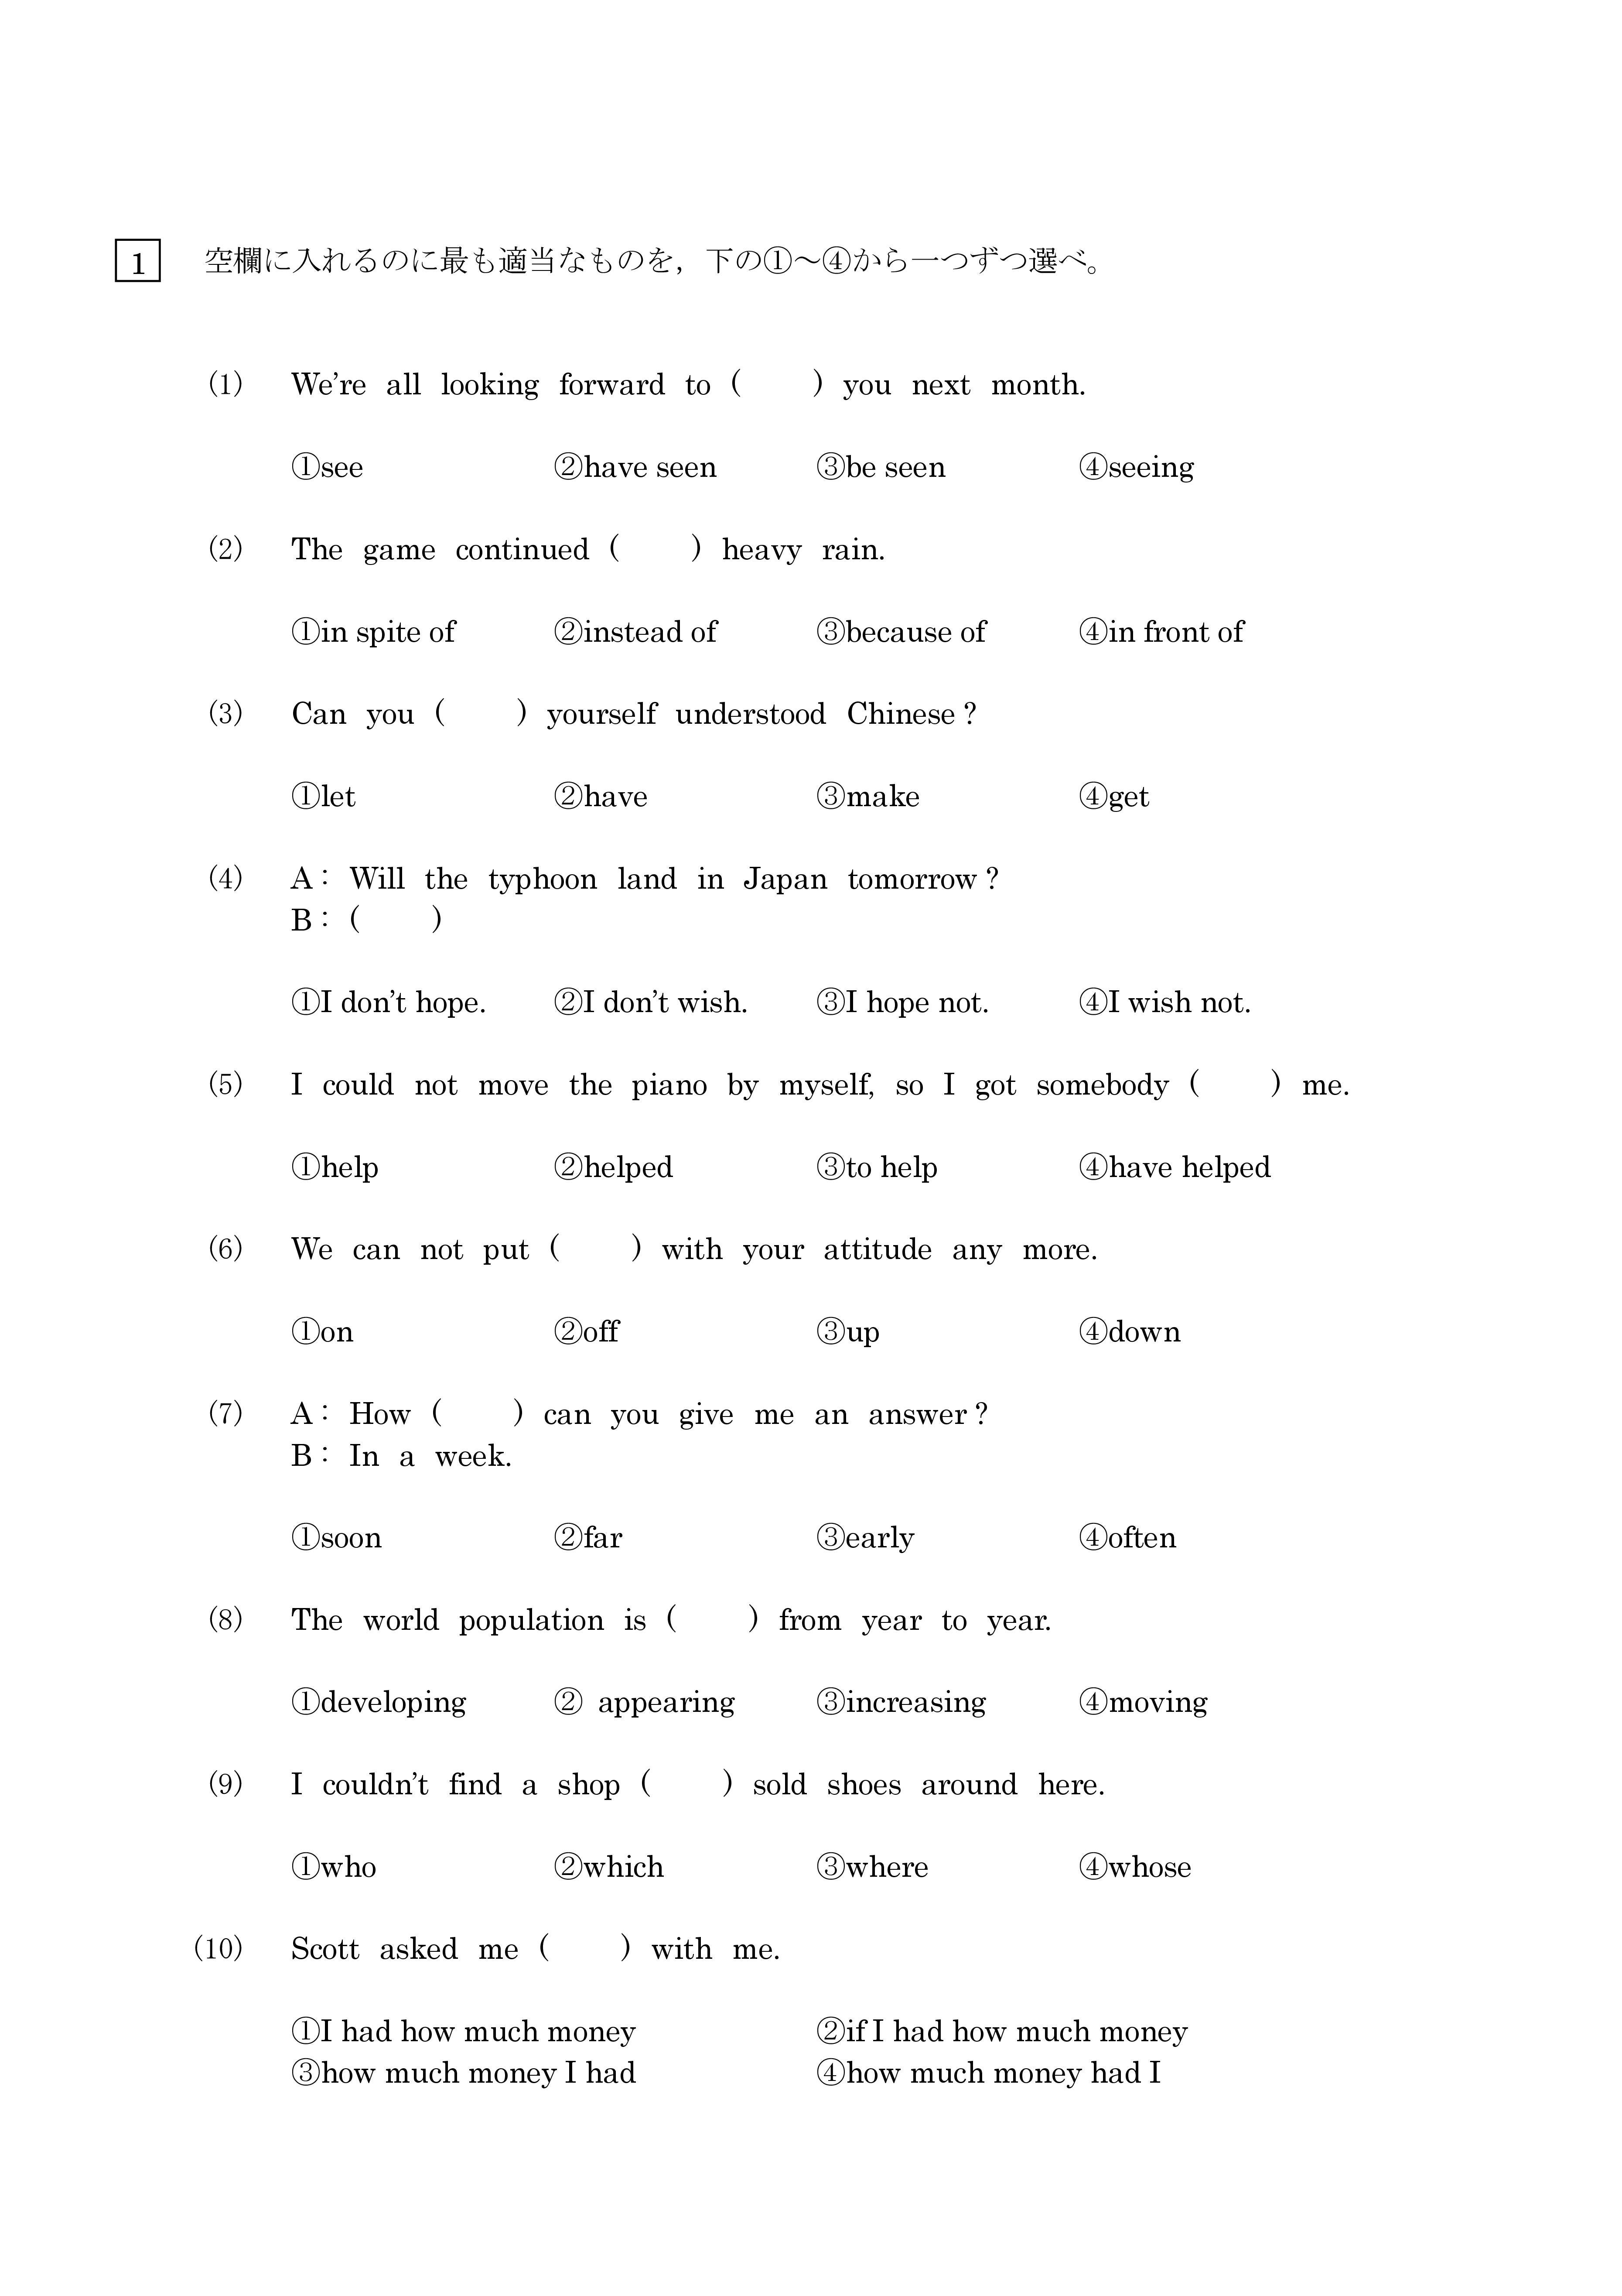 1 空欄に入れるのに最も適当なものを，下の①～④から一つずつ選べ。
(1) We're all looking forward to (　　) you next month.
①see ②have seen ③be seen ④seeing
(2) The game continued (　　) heavy rain.
①in spite of ②instead of ③because of ④in front of
(3) Can you (　　) yourself understood Chinese?
①let ②have ③make ④get
(4) A: Will the typhoon land in Japan tomorrow?
B: (　　)
①I don't hope. ②I don't wish. ③I hope not. ④I wish not.
(5) I could not move the piano by myself, so I got somebody (　　) me.
①help ②helped ③to help ④have helped
(6) We can not put (　　) with your attitude any more.
①on ②off ③up ④down
(7) A: How (　　) can you give me an answer?
B: In a week.
①soon ②far ③early ④often
(8) The world population is (　　) from year to year.
①developing ② appearing ③increasing ④moving
(9) I couldn't find a shop (　　) sold shoes around here.
①who ②which ③where ④whose
(10) Scott asked me (　　) with me.
①I had how much money ②if I had how much money
③how much money I had ④how much money had I